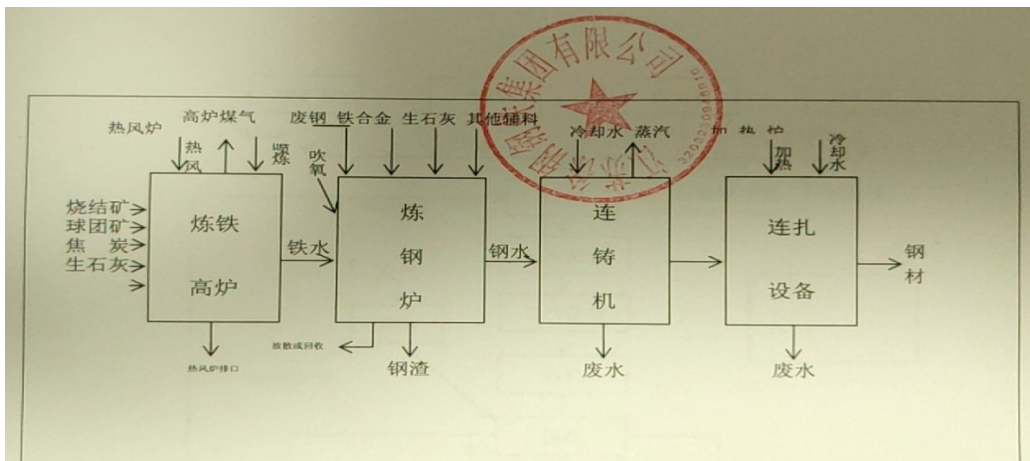 热风炉 高炉煤气 废钢 铁合金 生石灰 其他辅料 冷却水 蒸汽 加热炉
热风 喷炼 吹氧 加热 冷却水
烧结矿
球团矿
焦炭
生石灰
炼铁
高炉
铁水
炼钢炉
钢水
连铸机
连扎
设备
钢材
热风炉排口
放散或回收
钢渣
废水
废水
集团有限公司